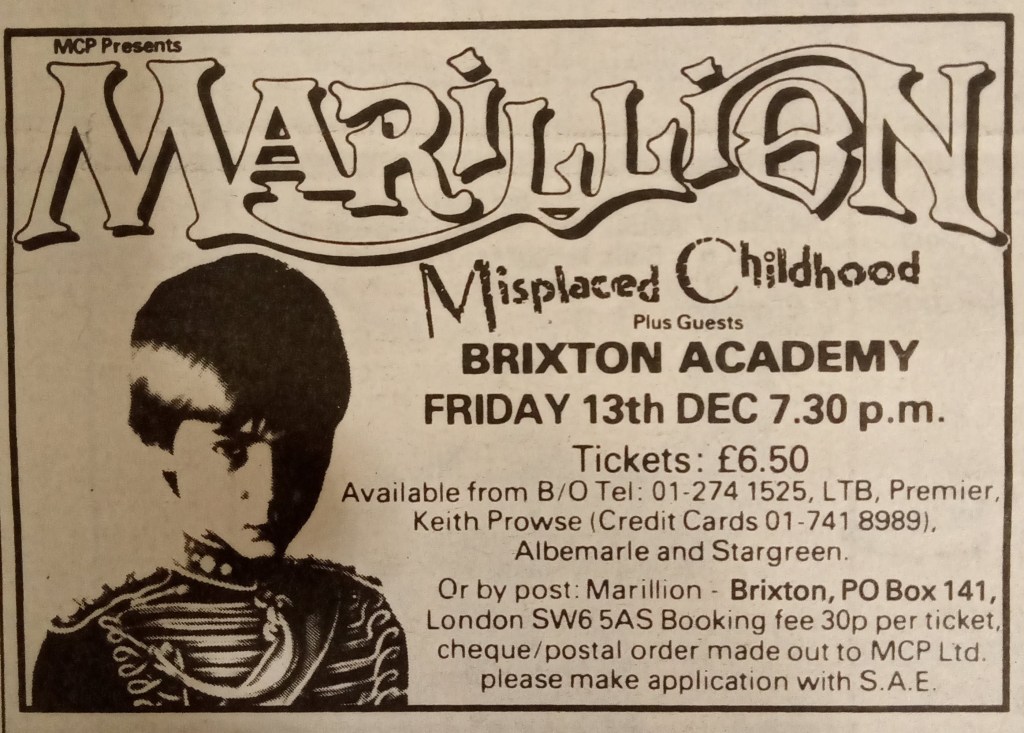 MCP Presents
MARILLION
Misplaced Childhood
Plus Guests
BRIXTON ACADEMY
FRIDAY 13th DEC 7.30 p.m.
Tickets: £6.50
Available from B/O Tel: 01-274 1525, LTB, Premier,
Keith Prowse (Credit Cards 01-741 8989),
Albemarle and Stargreen.
Or by post: Marillion - Brixton, PO Box 141,
London SW6 5AS Booking fee 30p per ticket,
cheque/postal order made out to MCP Ltd.
please make application with S.A.E.